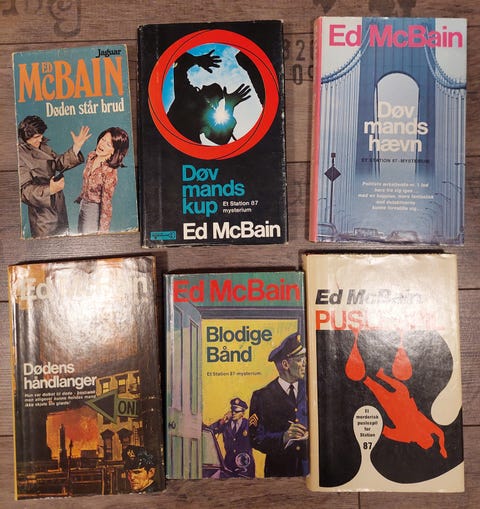 Jaguar
ED
McBAIN
Døden står brud
Døv
mands
kup
Et Station 87
mysterium
Ed McBain
Ed McBain
Døv
mands
hævn
ET STATION 87-MYSTERIUM
Ed McBain
Dødens
håndlanger
ONE
Ed McBain
Blodige
Bånd
Et Station 87-mysterium
Ed McBain
Et
morderisk
puslespil
for
Station
87